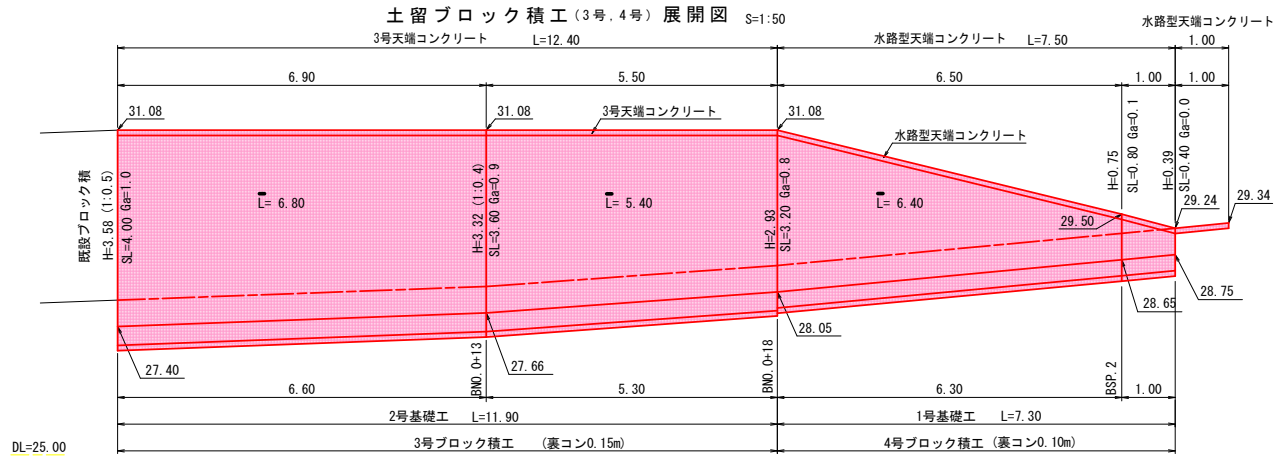 土留ブロック積工(3号,4号) 展開図 S=1:50
水路型天端コンクリート
3号天端コンクリート L=12.40
水路型天端コンクリート L=7.50
1.00
6.90
5.50
6.50
1.00
1.00
31.08
31.08
3号天端コンクリート
31.08
水路型天端コンクリート
既設ブロック積
H=3.58 (1:0.5)
SL=4.00 Ga=1.0
L= 6.80
H=3.32 (1:0.4)
SL=3.60 Ga=0.9
L= 5.40
H=2.93
SL=3.20 Ga=0.8
L= 6.40
H=0.75
SL=0.80 Ga=0.1
H=0.39
SL=0.40 Ga=0.0
29.50
29.24
29.34
27.40
27.66
28.05
28.65
28.75
BNO.0+13
BNO.0+18
BSP.2
6.60
5.30
6.30
1.00
2号基礎工 L=11.90
1号基礎工 L=7.30
DL=25.00
3号ブロック積工 (裏コン0.15m)
4号ブロック積工 (裏コン0.10m)